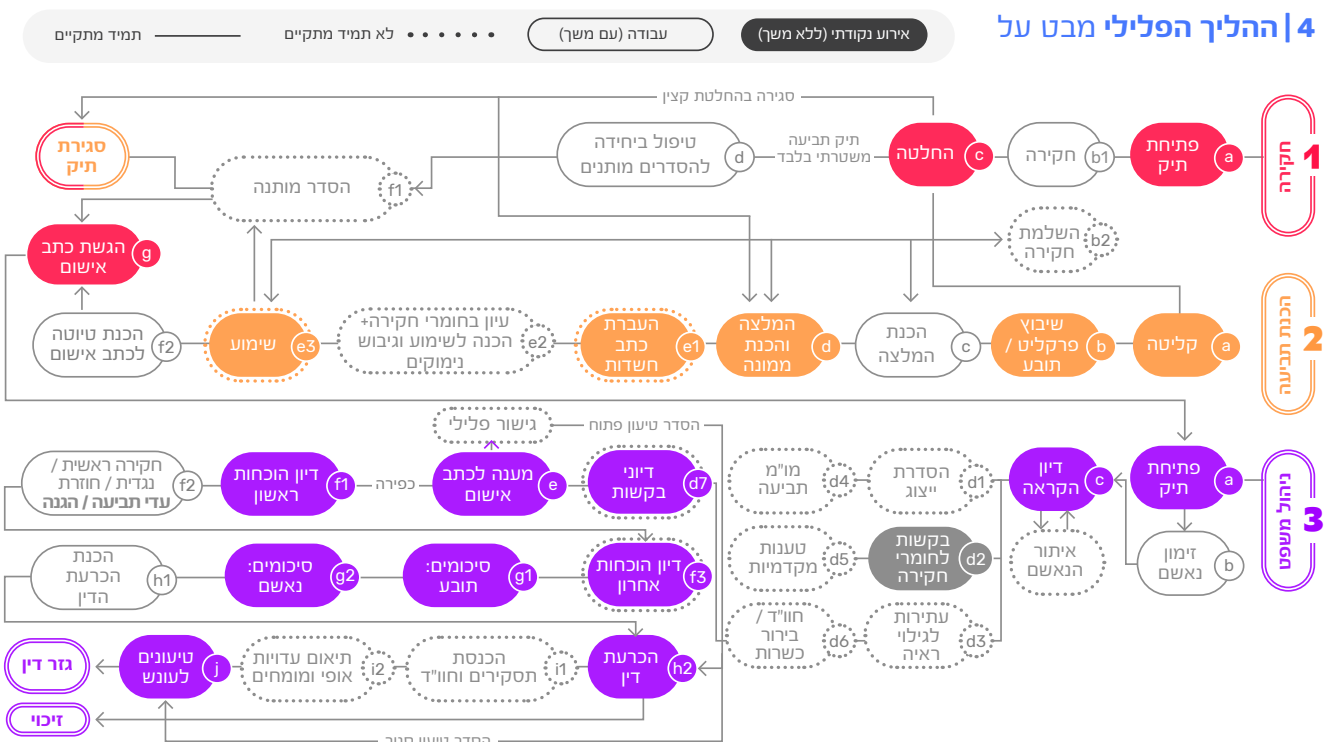 4|ההליך הפלילי מבט על
אירוע נקודתי (ללא משך)
עבודה (עם משך)
לא תמיד מתקיים
תמיד מתקיים
1
חקירה
a
פתיחת
תיק
b1
חקירה
c
החלטה
סגירה בהחלטת קצין
תיק תביעה
משטרתי בלבד
d
טיפול ביחידה
להסדרים מותנים
f1
הסדר מותנה
סגירת
תיק
b2
השלמת
חקירה
g
הגשת כתב
אישום
2
הכנת תביעה
a
קליטה
b
שיבוץ
פרקליט /
תובע
c
הכנת
המלצה
d
המלצה
והכנת
ממונה
e1
העברת
כתב
חשדות
e2
עיון בחומרי חקירה+
הכנה לשימוע וגיבוש
נימוקים
e3
שימוע
f2
הכנת טיוטה
לכתב אישום
3
ניהול משפט
a
פתיחת
תיק
b
זימון
נאשם
c
דיון
הקראה
איתור
הנאשם
d1
הסדרת
ייצוג
d2
בקשות
לחומרי
חקירה
d3
עתירות
לגילוי
ראיה
d4
מו"מ
תביעה
d5
טענות
מקדמיות
d6
חוו"ד /
בירור
כשרות
הסדר טיעון פתוח
גישור פלילי
d7
דיוני
בקשות
e
מענה לכתב
אישום
כפירה
f1
דיון הוכחות
ראשון
f2
חקירה ראשית /
נגדית / חוזרת
עדי תביעה / הגנה
f3
דיון הוכחות
אחרון
g1
סיכומים:
תובע
g2
סיכומים:
נאשם
h1
הכנת
הכרעת
הדין
h2
הכרעת
דין
i1
הכנסת
תסקירים וחוו"ד
i2
תיאום עדויות
אופי ומומחים
j
טיעונים
לעונש
גזר דין
זיכוי
הסדר טיעון סגור